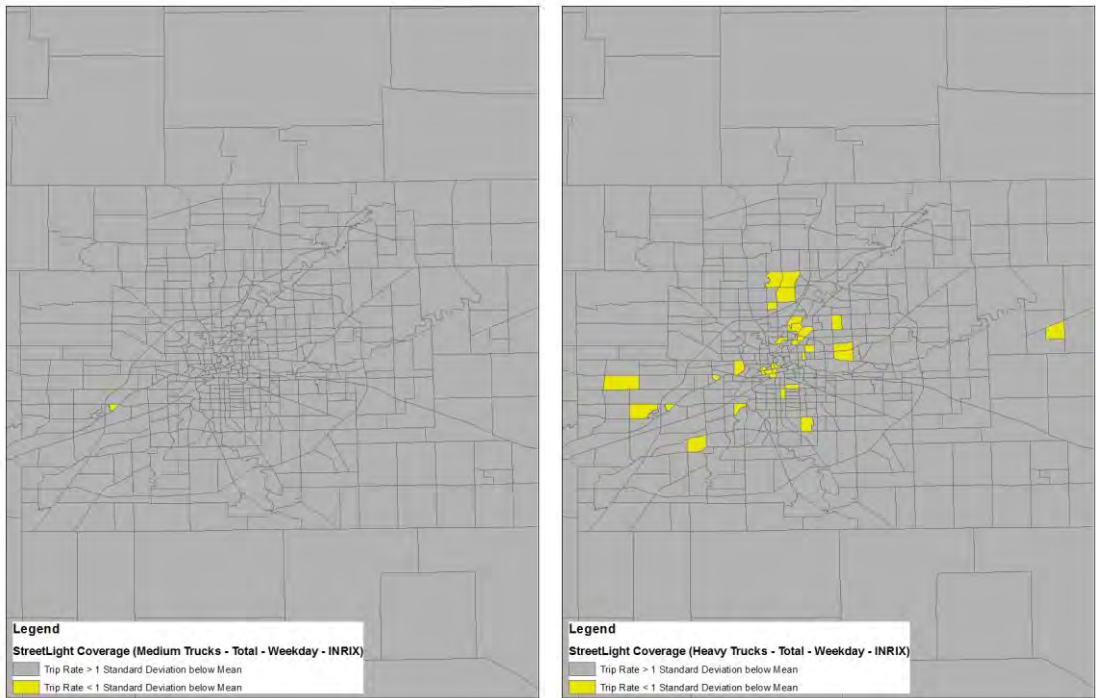 Legend
StreetLight Coverage (Medium Trucks - Total - Weekday - INRIX)
Trip Rate > 1 Standard Deviation below Mean
Trip Rate < 1 Standard Deviation below Mean
Legend
StreetLight Coverage (Heavy Trucks - Total - Weekday - INRIX)
Trip Rate > 1 Standard Deviation below Mean
Trip Rate < 1 Standard Deviation below Mean